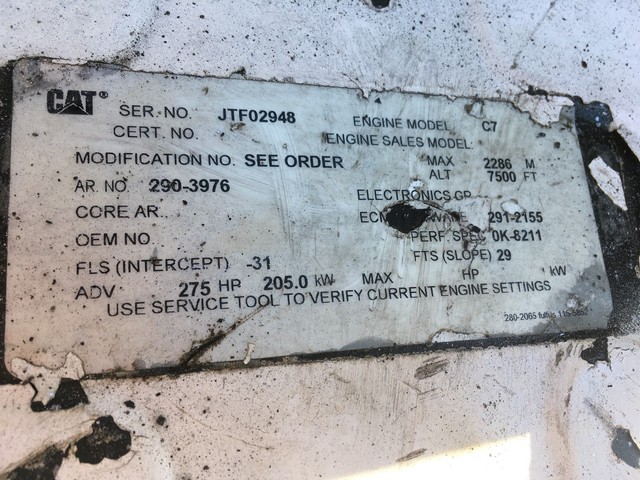 CAT® SER. NO. JTF02948 ENGINE MODEL C7
CERT. NO. ENGINE SALES MODEL
MODIFICATION NO. SEE ORDER MAX ALT 2286 M 7500 FT
AR. NO. 290-3976 ELECTRONICS GP
CORE AR. ECM 291-2155
OEM NO. PERF. SPEC 0K-8211
FLS (INTERCEPT) -31 FTS (SLOPE) 29
ADV 275 HP 205.0 kW MAX HP kW
USE SERVICE TOOL TO VERIFY CURRENT ENGINE SETTINGS
280-2065